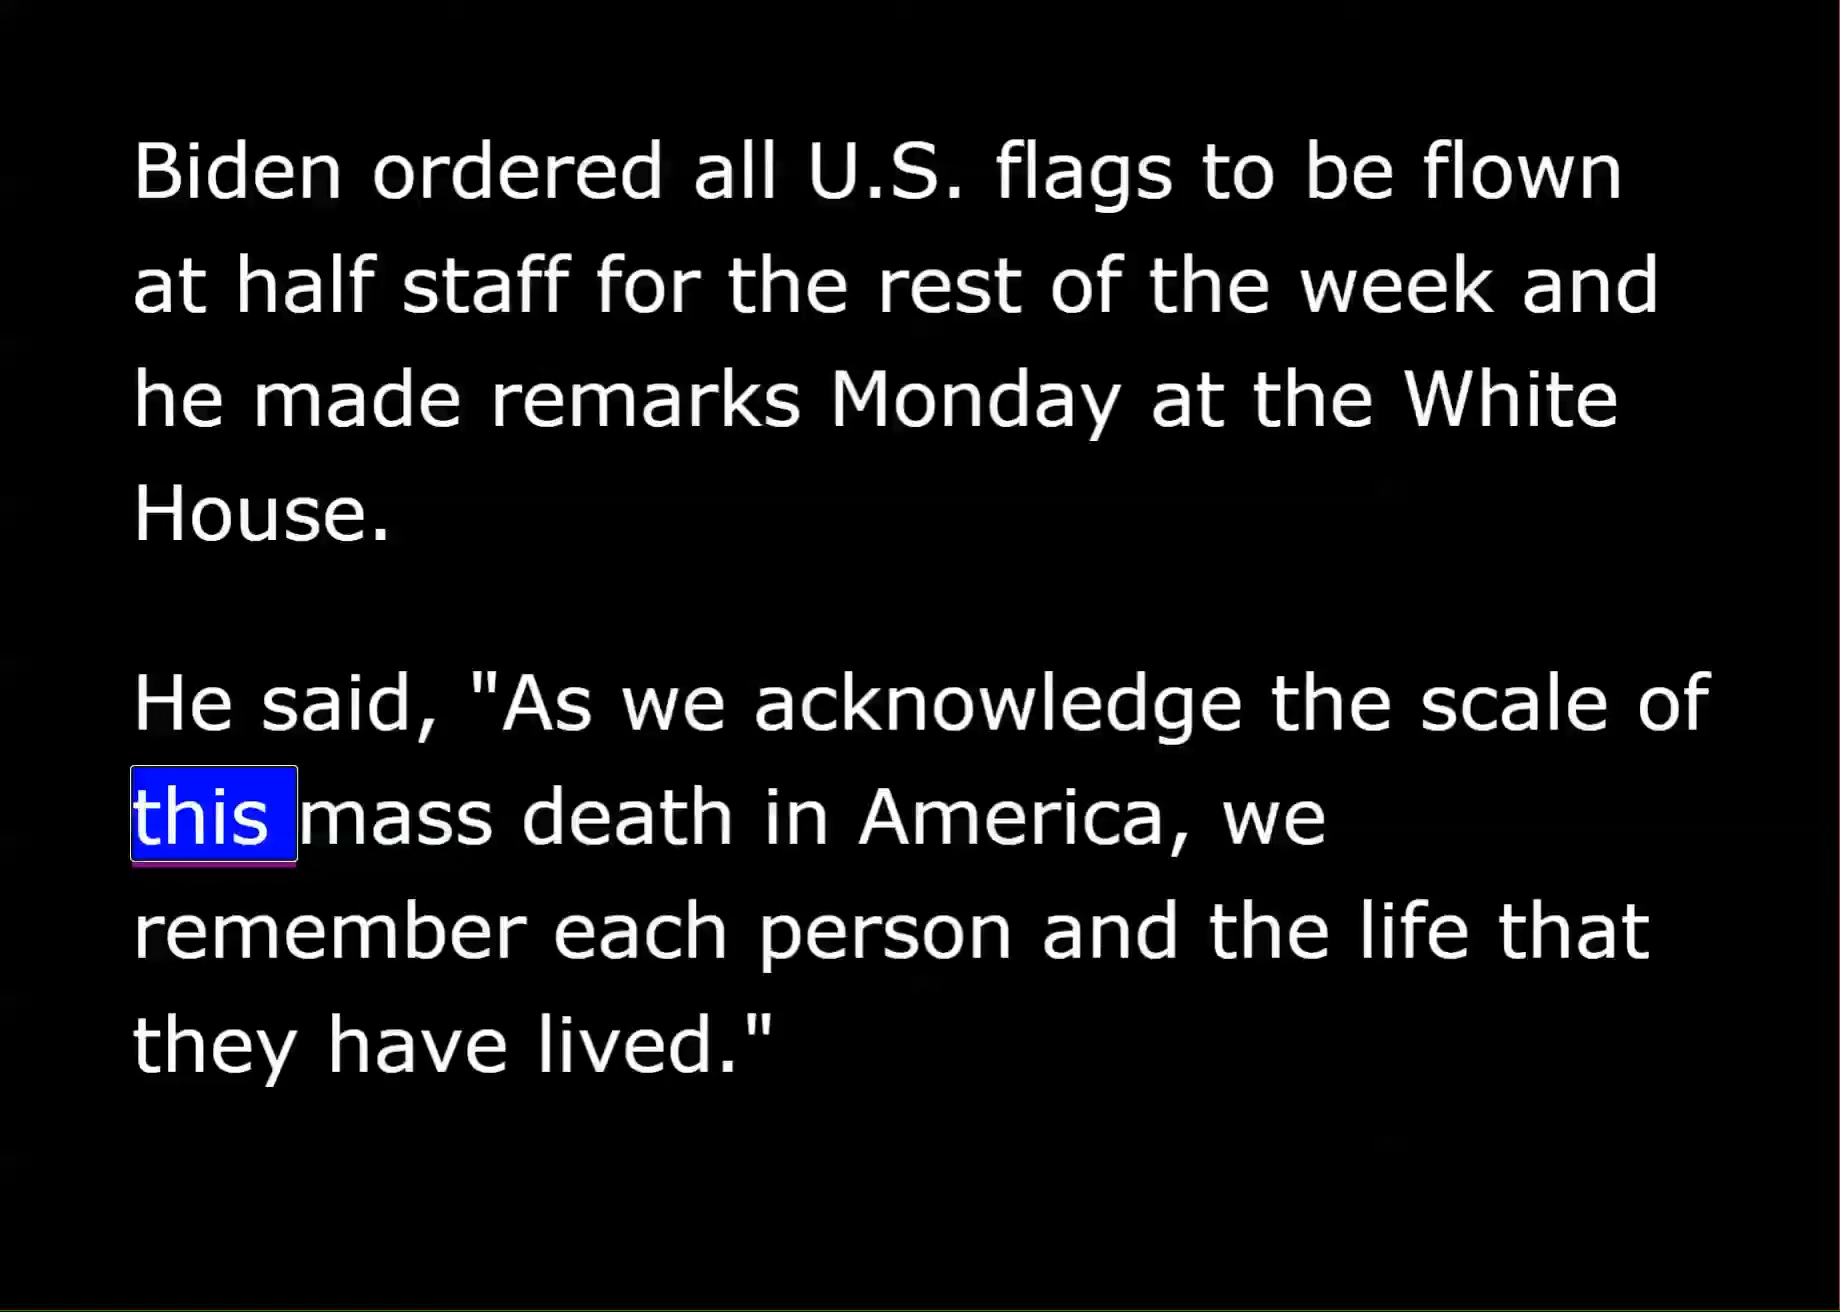 Biden ordered all U.S. flags to be flown
at half staff for the rest of the week and
he made remarks Monday at the White
House.
He said, "As we acknowledge the scale of
this mass death in America, we
remember each person and the life that
they have lived."